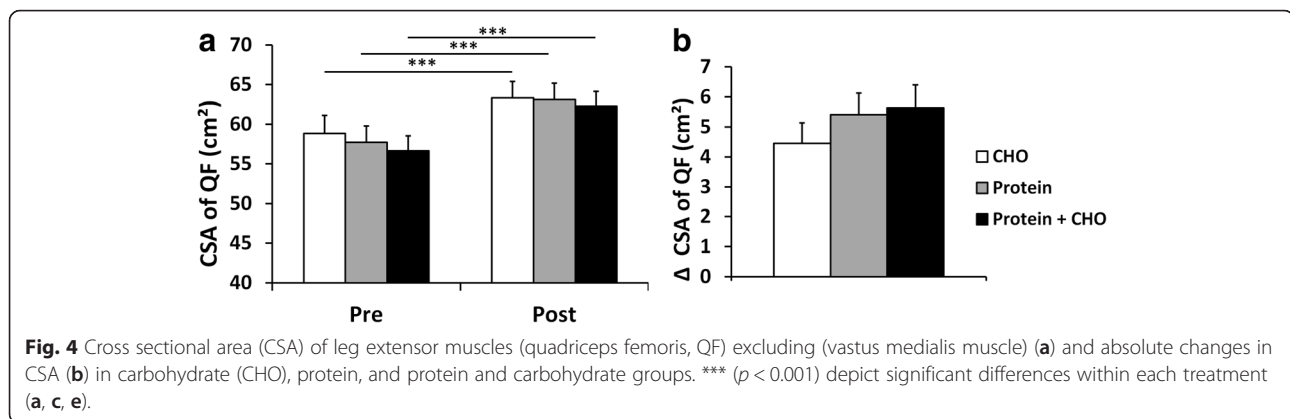 a
b
***
***
***
70
65
60
55
50
45
40
CSA of QF (cm²)
Pre
Post
7
6
5
4
3
2
1
0
Δ CSA of QF (cm²)
CHO
Protein
Protein + CHO
Fig. 4 Cross sectional area (CSA) of leg extensor muscles (quadriceps femoris, QF) excluding (vastus medialis muscle) (a) and absolute changes in
CSA (b) in carbohydrate (CHO), protein, and protein and carbohydrate groups. *** (p < 0.001) depict significant differences within each treatment
(a, c, e).